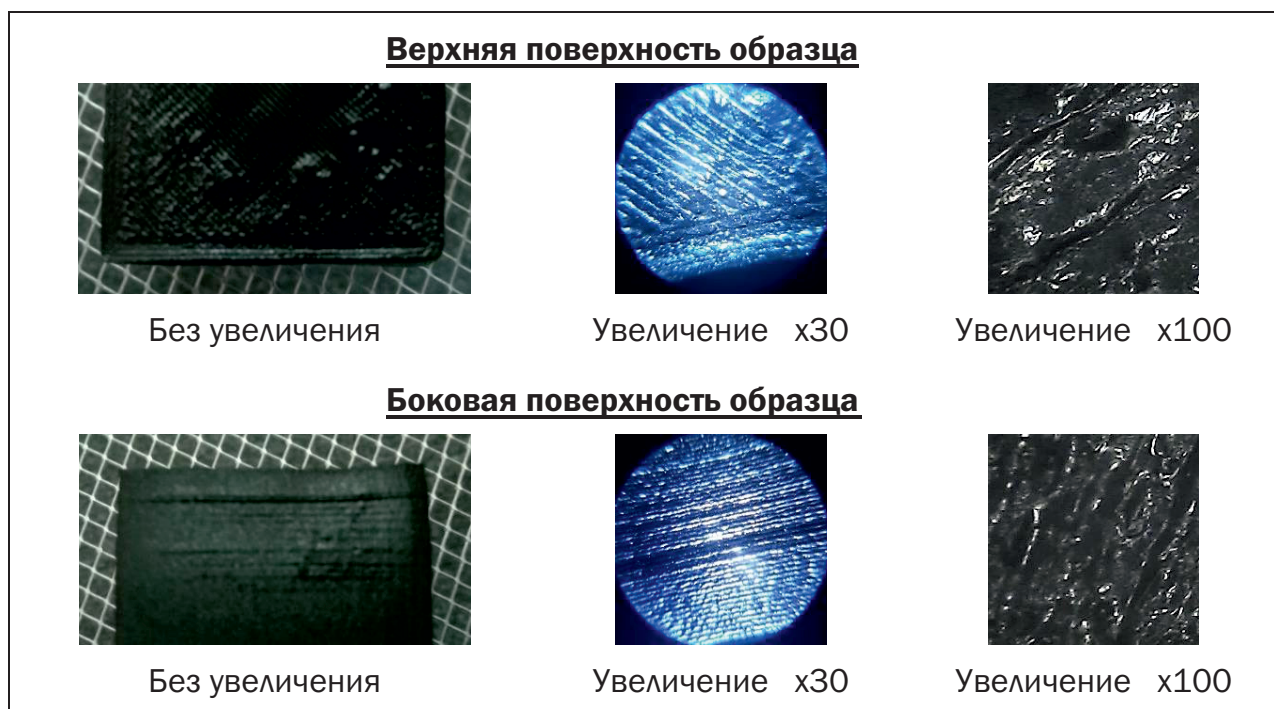 Верхняя поверхность образца
Без увеличения Увеличение x30 Увеличение x100
Боковая поверхность образца
Без увеличения Увеличение x30 Увеличение x100